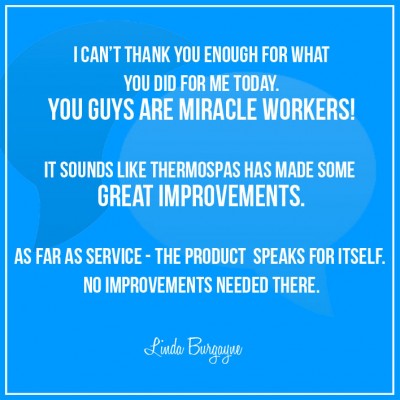 I CAN'T THANK YOU ENOUGH FOR WHAT
YOU DID FOR ME TODAY.
YOU GUYS ARE MIRACLE WORKERS!
IT SOUNDS LIKE THERMOSPAS HAS MADE SOME
GREAT IMPROVEMENTS.
AS FAR AS SERVICE - THE PRODUCT SPEAKS FOR ITSELF.
NO IMPROVEMENTS NEEDED THERE.
Linda Burgayne